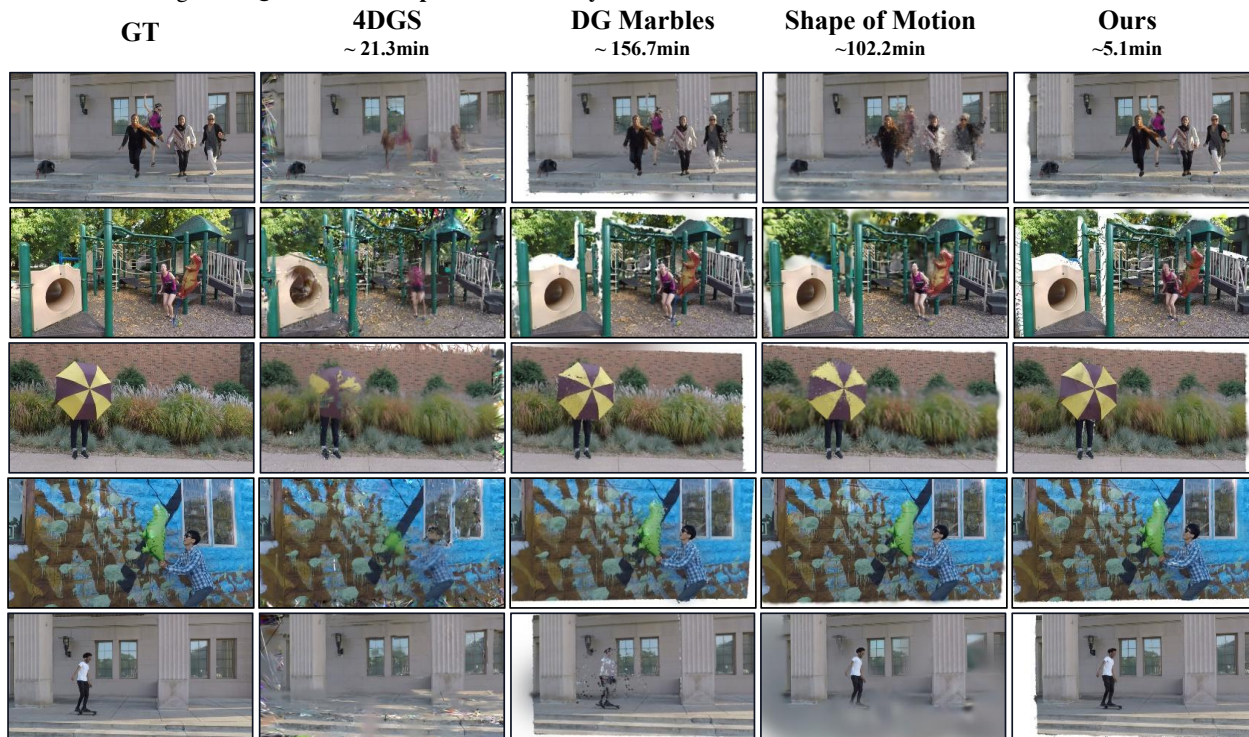 GT
4DGS
~ 21.3min
DG Marbles
~ 156.7min
Shape of Motion
~102.2min
Ours
~5.1min